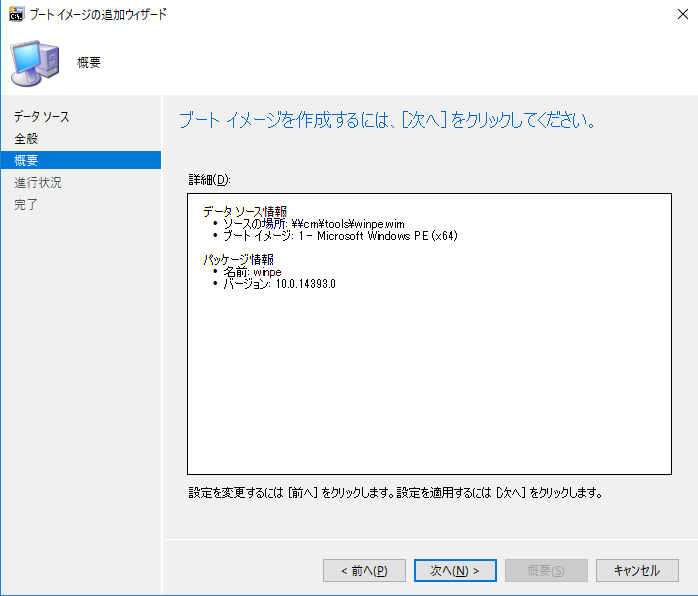 ブート イメージの追加ウィザード
概要
データ ソース
全般
概要
進行状況
完了
ブート イメージを作成するには、[次へ] をクリックしてください。
詳細(D):
データ ソース情報
• ソースの場所: ¥¥cm¥tools¥winpe.wim
• ブート イメージ: 1 - Microsoft Windows PE (x64)
パッケージ情報
• 名前: winpe
• バージョン: 10.0.14393.0
設定を変更するには [前へ] をクリックします。設定を適用するには [次へ] をクリックします。
< 前へ(P)
次へ(N) >
概要(S)
キャンセル